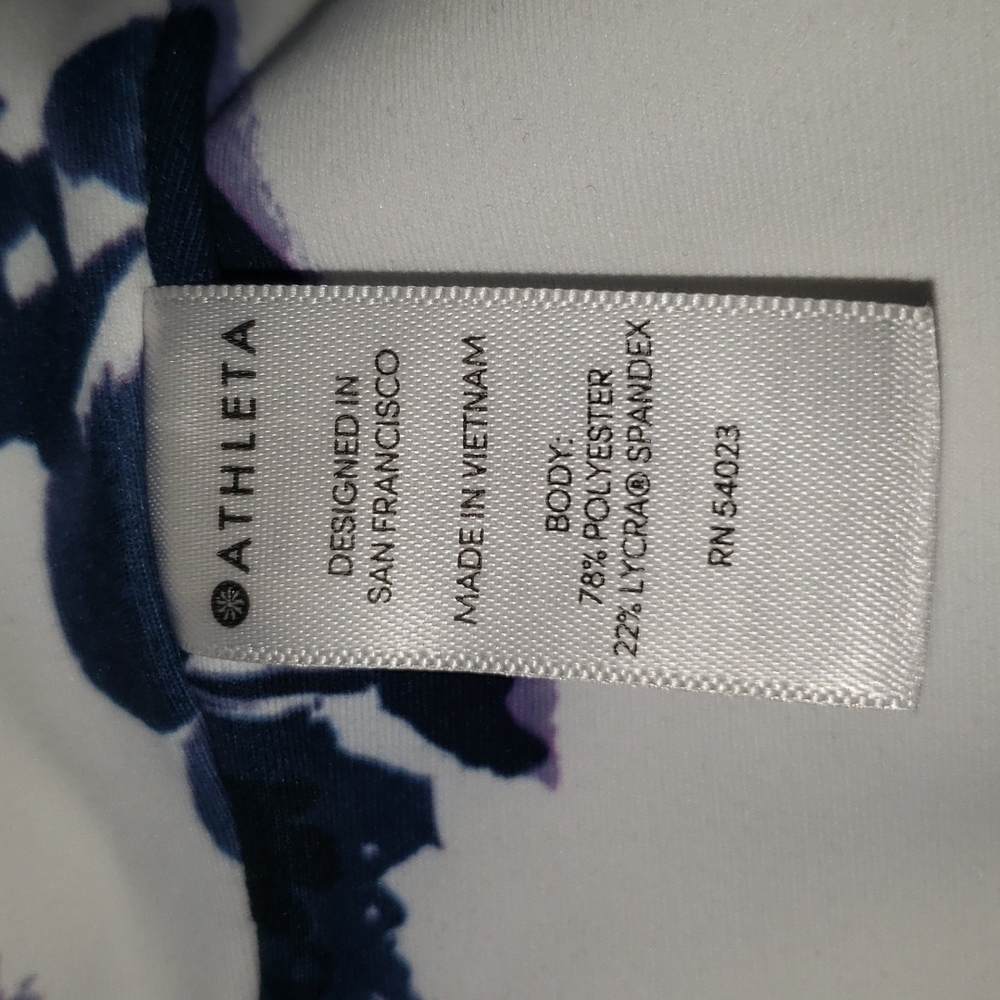 ATHLETA
DESIGNED IN
SAN FRANCISCO
MADE IN VIETNAM
BODY:
78% POLYESTER
22% LYCRA® SPANDEX
RN 54023